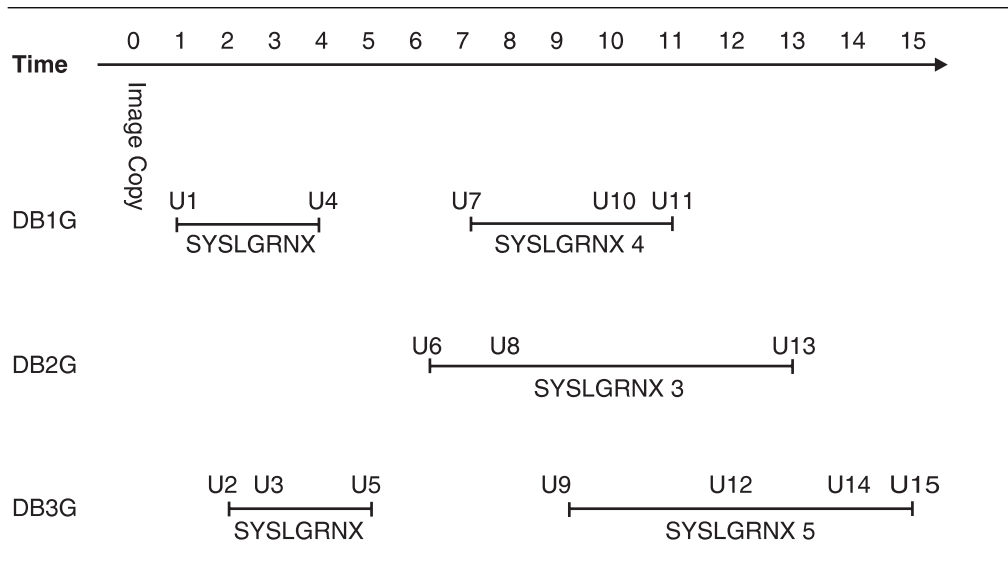 0 1 2 3 4 5 6 7 8 9 10 11 12 13 14 15
Time
Image Copy
U1 U4 U7 U10 U11
DB1G
SYSLGRNX SYSLGRNX 4
U6 U8 U13
DB2G
SYSLGRNX 3
U2 U3 U5 U9 U12 U14 U15
DB3G
SYSLGRNX SYSLGRNX 5